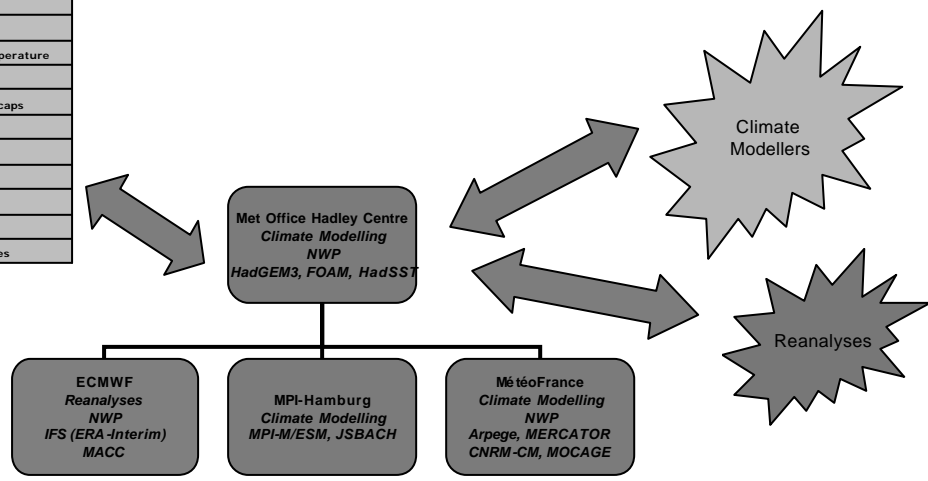 perature
caps
es
Climate
Modellers
Met Office Hadley Centre
Climate Modelling
NWP
HadGEM3, FOAM, HadSST
Reanalyses
ECMWF
Reanalyses
NWP
IFS (ERA-Interim)
MACC
MPI-Hamburg
Climate Modelling
MPI-M/ESM, JSBACH
MétéoFrance
Climate Modelling
NWP
Arpege, MERCATOR
CNRM-CM, MOCAGE